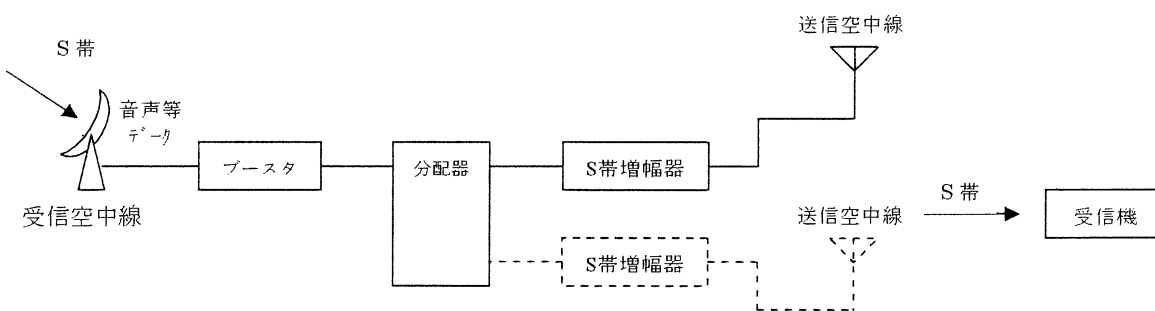 送信空中線
S帯
音声等
データ
ブースタ
分配器
S帯増幅器
受信空中線
送信空中線
S帯
受信機
S帯増幅器